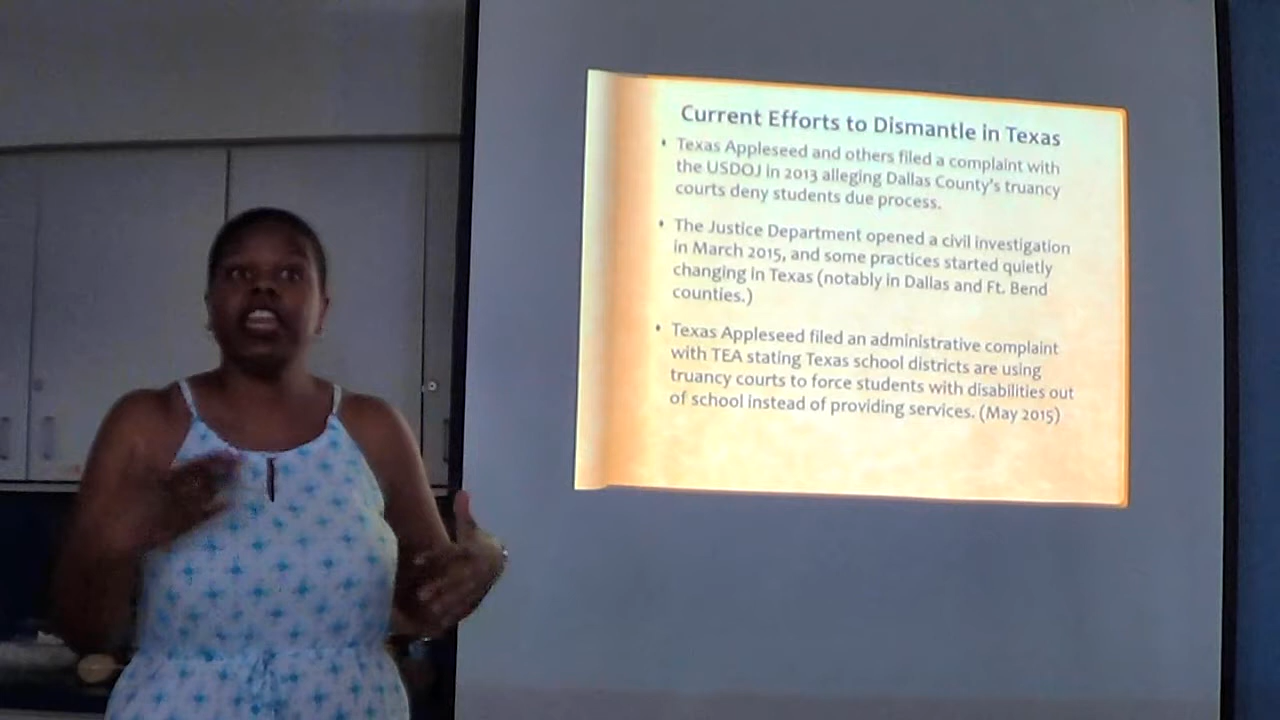 Current Efforts to Dismantle in Texas
• Texas Appleseed and others filed a complaint with
the USDOJ in 2013 alleging Dallas County's truancy
courts deny students due process.
• The Justice Department opened a civil investigation
in March 2015, and some practices started quietly
changing in Texas (notably in Dallas and Ft. Bend
counties.)
• Texas Appleseed filed an administrative complaint
with TEA stating Texas school districts are using
truancy courts to force students with disabilities out
of school instead of providing services. (May 2015)